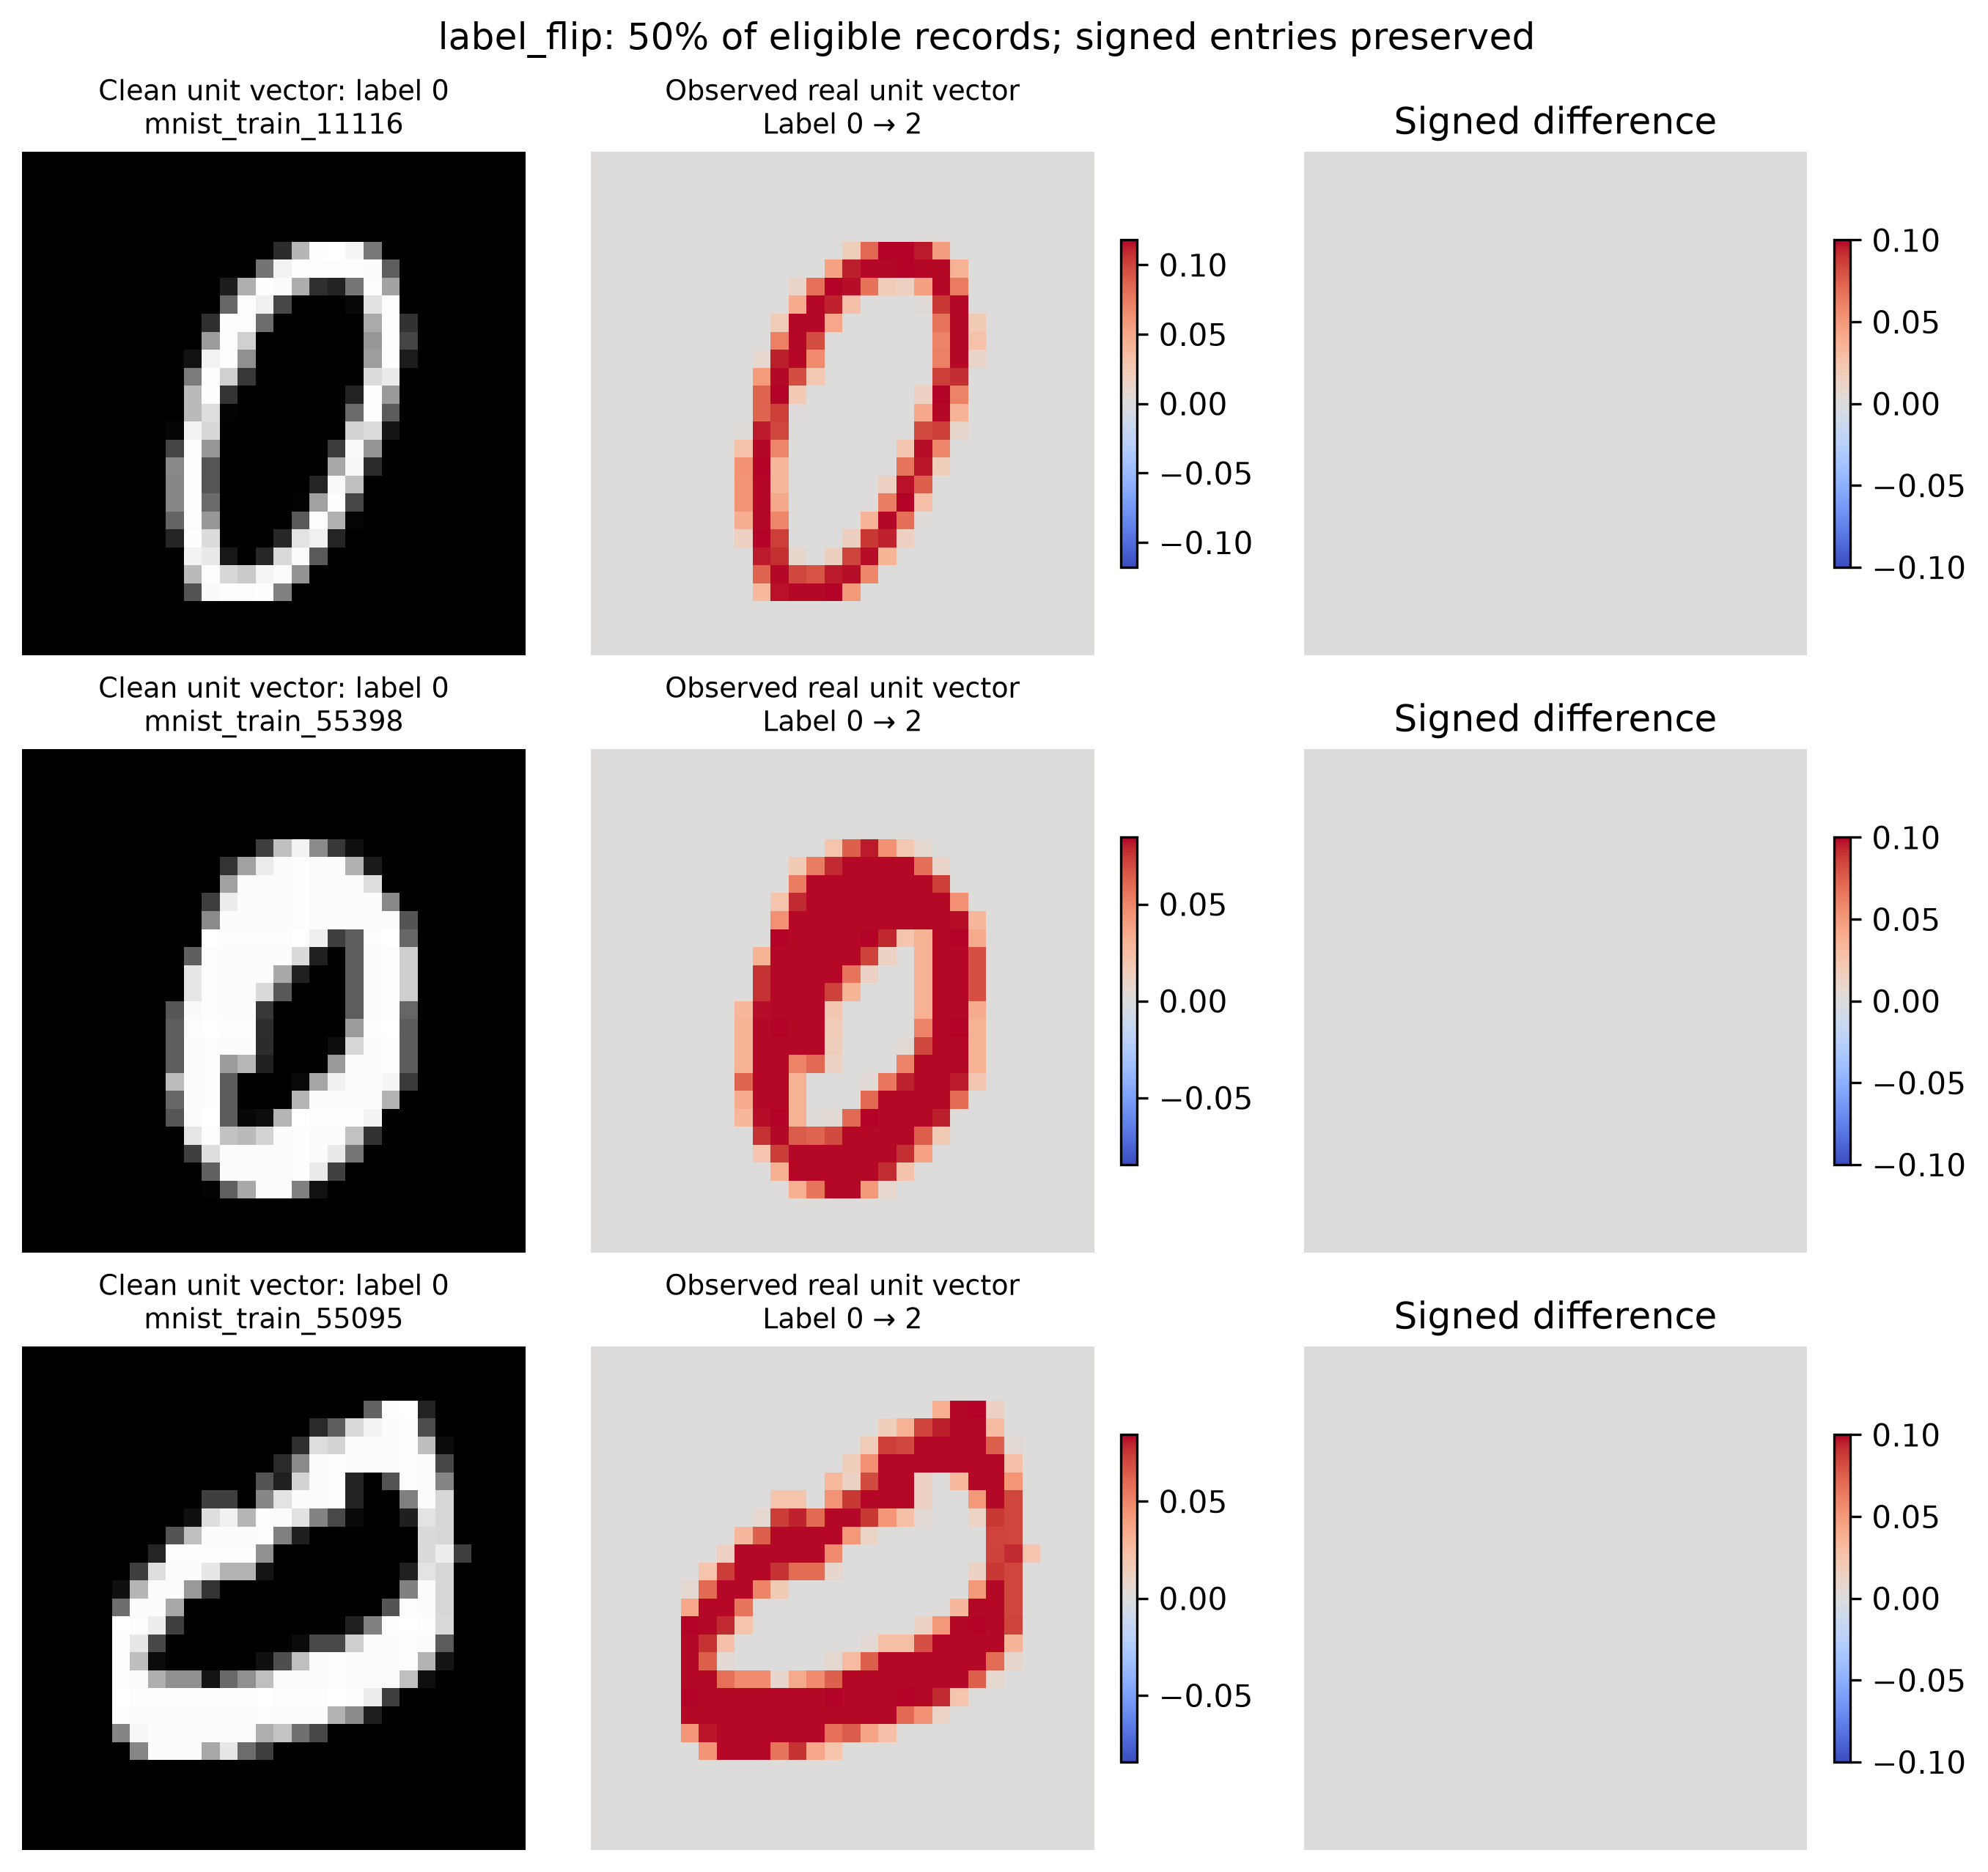 label_flip: 50% of eligible records; signed entries preserved
Clean unit vector: label 0
mnist_train_11116
Observed real unit vector
Label 0 → 2
Signed difference
0.10
0.05
0.00
−0.05
−0.10
0.10
0.05
0.00
−0.05
−0.10
Clean unit vector: label 0
mnist_train_55398
Observed real unit vector
Label 0 → 2
Signed difference
0.05
0.00
−0.05
0.10
0.05
0.00
−0.05
−0.10
Clean unit vector: label 0
mnist_train_55095
Observed real unit vector
Label 0 → 2
Signed difference
0.05
0.00
−0.05
0.10
0.05
0.00
−0.05
−0.10